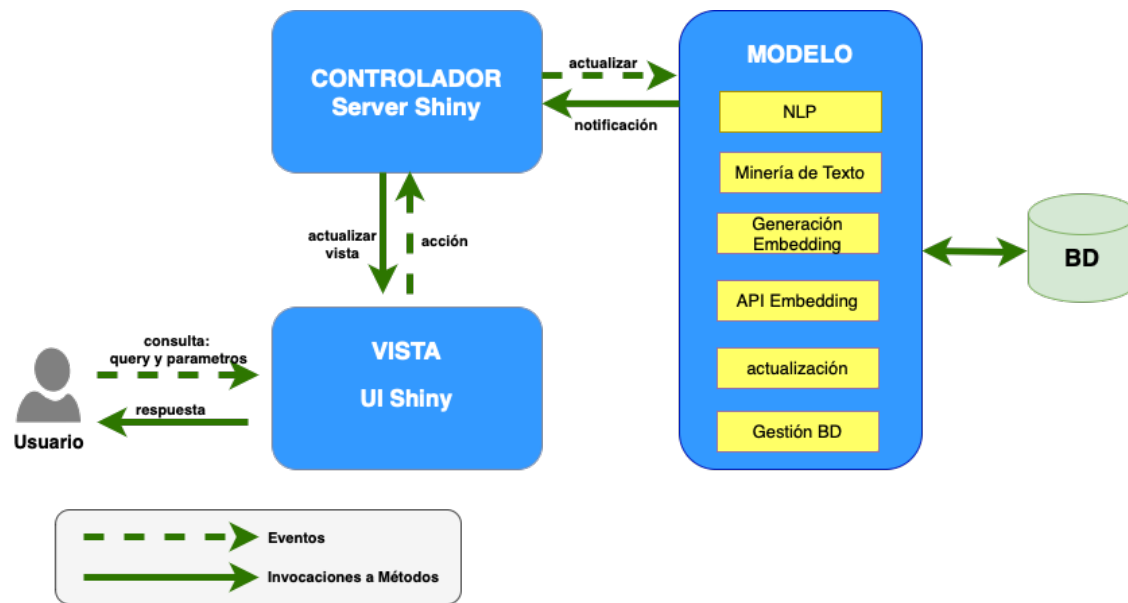 CONTROLADOR
Server Shiny
actualizar
notificación
MODELO
NLP
Minería de Texto
Generación
Embedding
API Embedding
actualización
Gestión BD
BD
actualizar
vista
acción
VISTA
UI Shiny
consulta:
query y parametros
respuesta
Usuario
Eventos
Invocaciones a Métodos